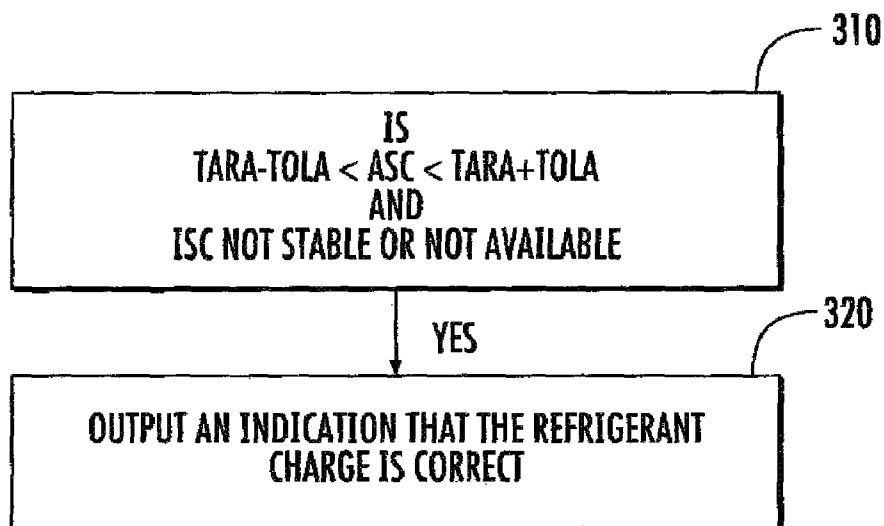 310
IS
TARA-TOLA < ASC < TARA+TOLA
AND
ISC NOT STABLE OR NOT AVAILABLE
YES
320
OUTPUT AN INDICATION THAT THE REFRIGERANT
CHARGE IS CORRECT